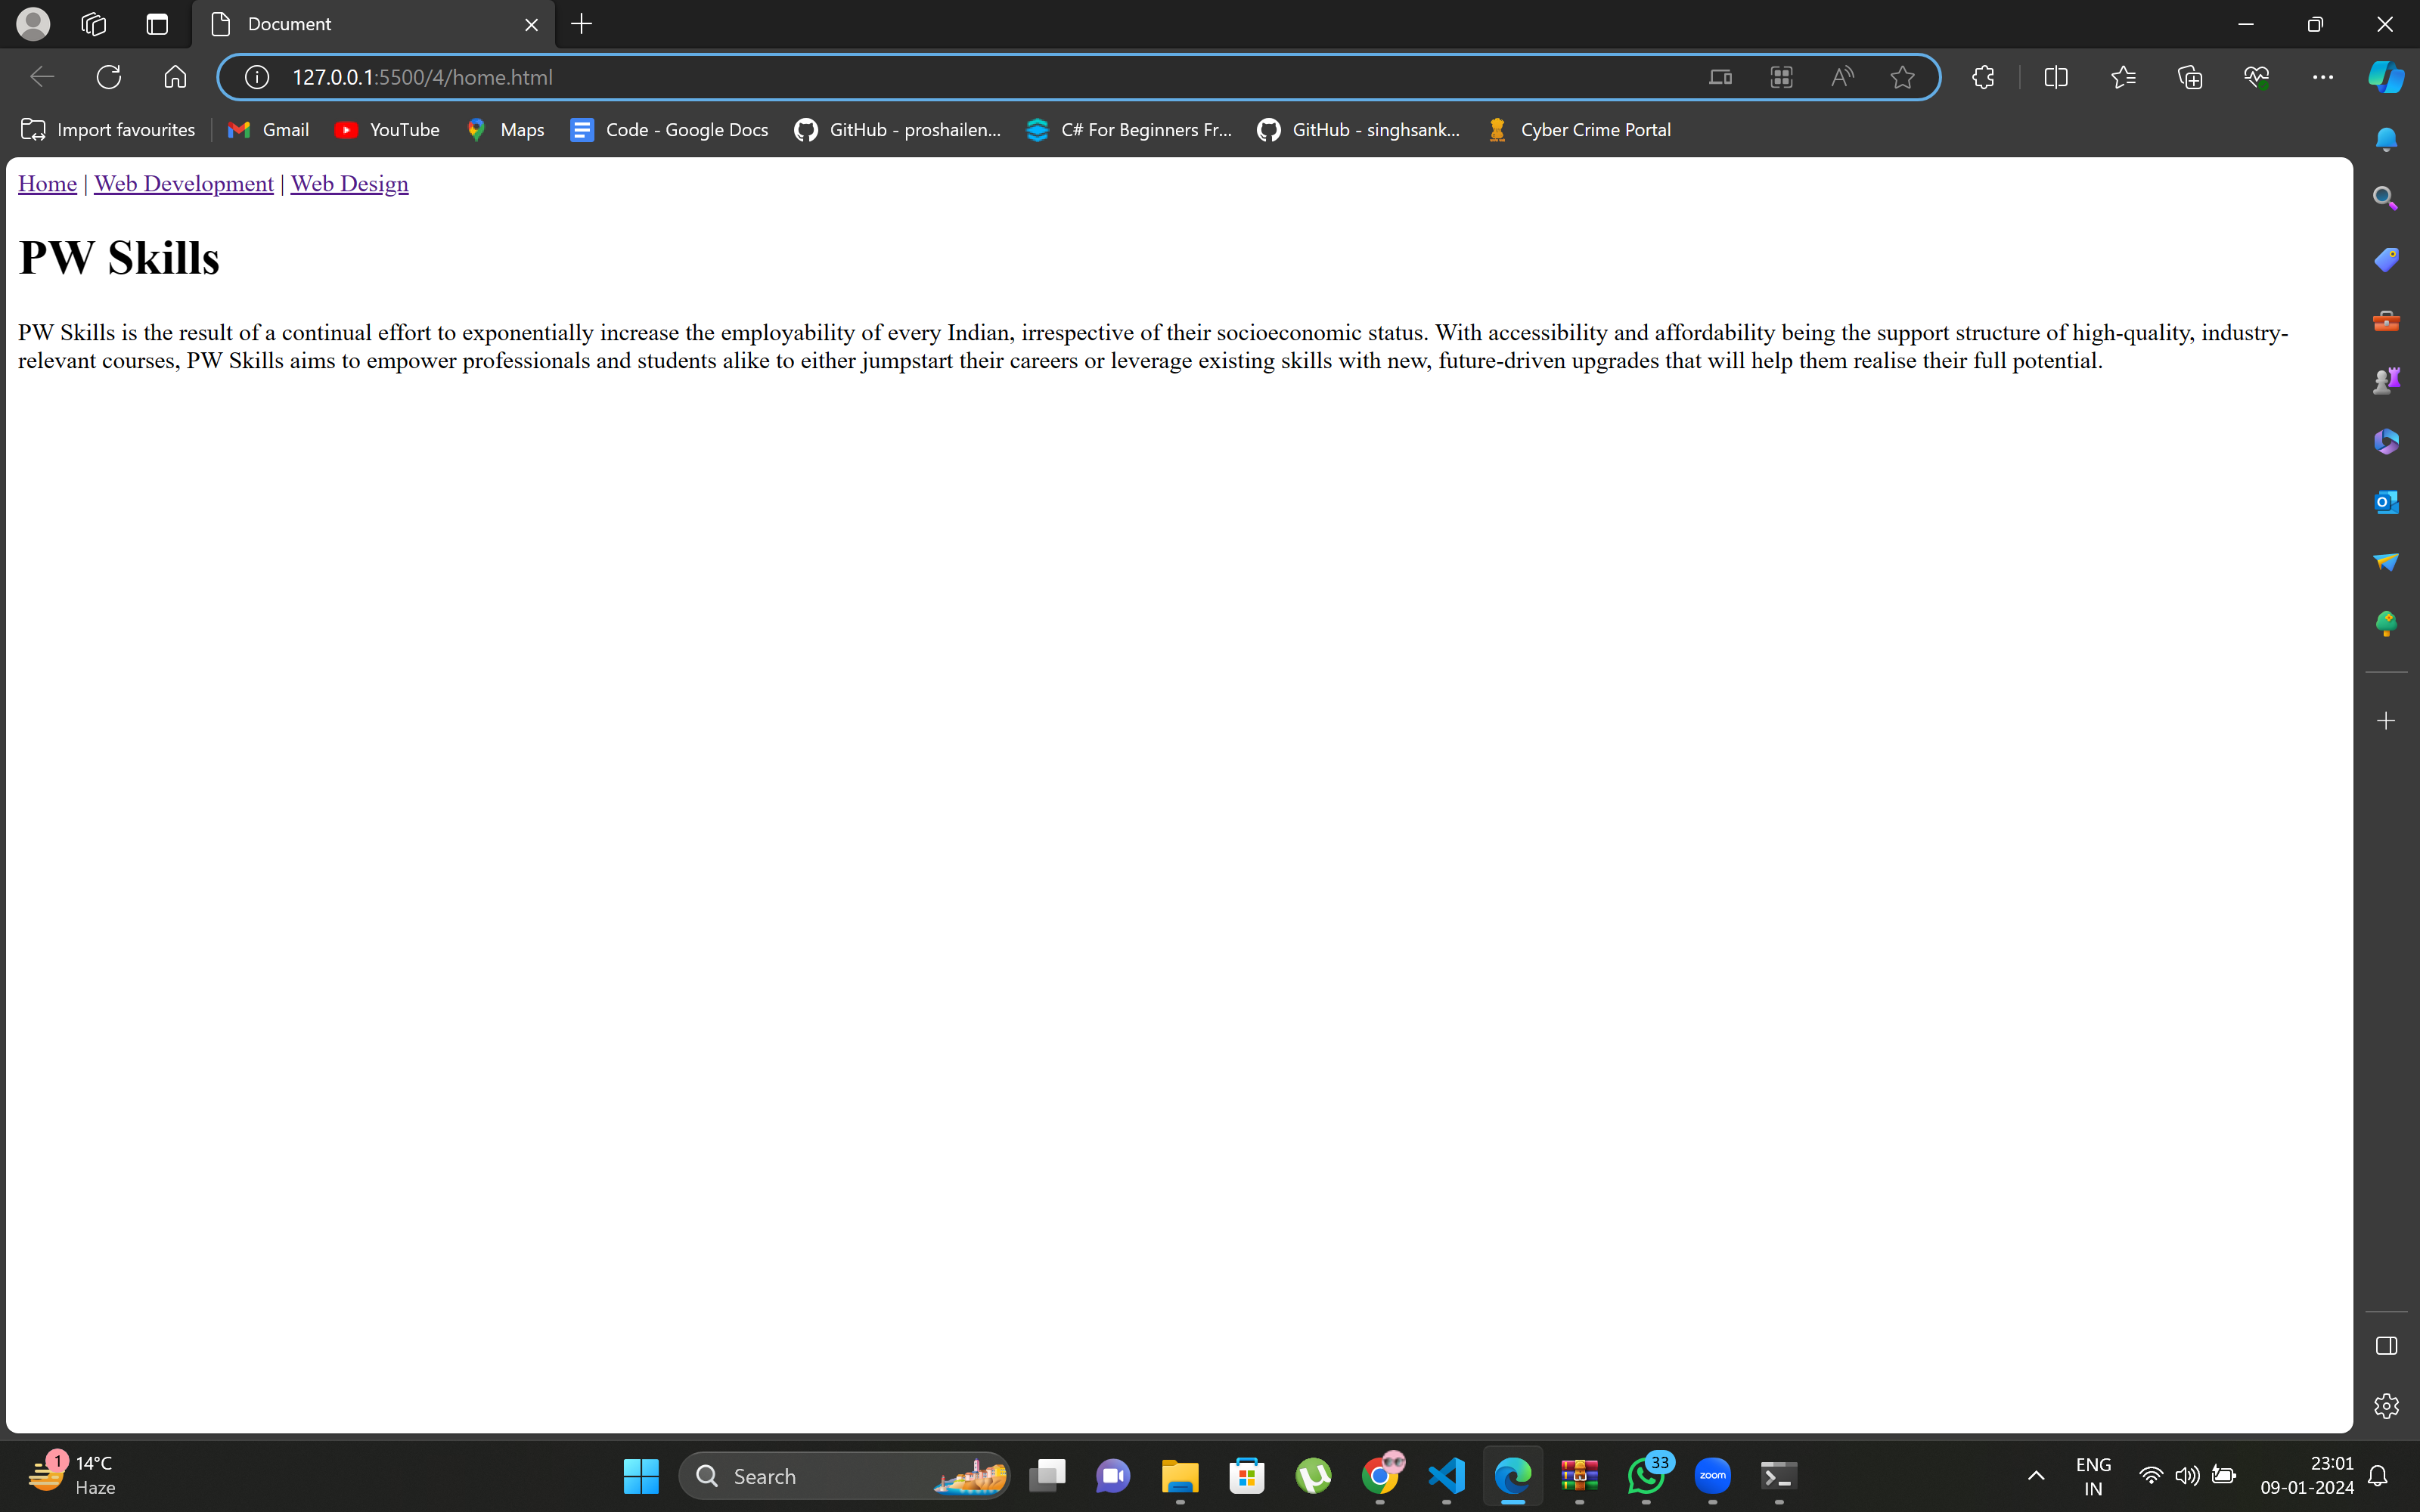 Document
127.0.0.1:5500/4/home.html
Import favourites
Gmail
YouTube
Maps
Code - Google Docs
GitHub - proshailen...
C# For Beginners Fr...
GitHub - singhsank...
Cyber Crime Portal
Home | Web Development | Web Design
PW Skills
PW Skills is the result of a continual effort to exponentially increase the employability of every Indian, irrespective of their socioeconomic status. With accessibility and affordability being the support structure of high-quality, industry-
relevant courses, PW Skills aims to empower professionals and students alike to either jumpstart their careers or leverage existing skills with new, future-driven upgrades that will help them realise their full potential.
1
14°C
Haze
Search
33
zoom
ENG
IN
23:01
09-01-2024